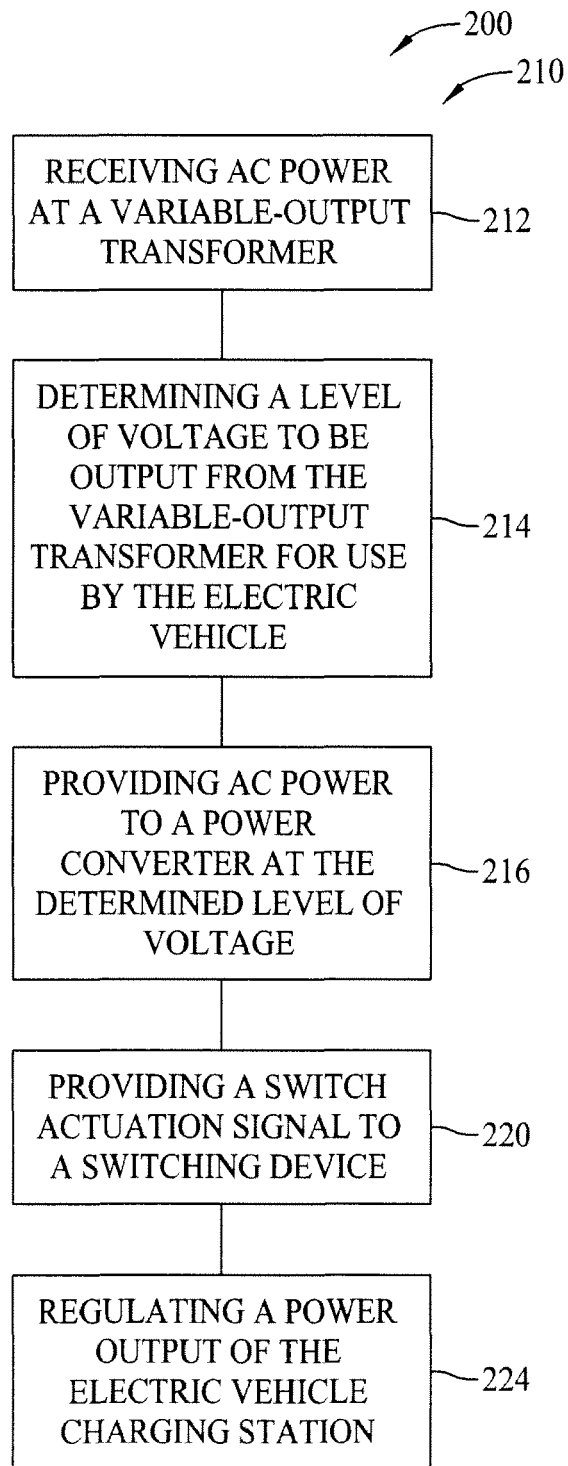 200
210
RECEIVING AC POWER
AT A VARIABLE-OUTPUT
TRANSFORMER
212
DETERMINING A LEVEL
OF VOLTAGE TO BE
OUTPUT FROM THE
VARIABLE-OUTPUT
TRANSFORMER FOR USE
BY THE ELECTRIC
VEHICLE
214
PROVIDING AC POWER
TO A POWER
CONVERTER AT THE
DETERMINED LEVEL OF
VOLTAGE
216
PROVIDING A SWITCH
ACTUATION SIGNAL TO
A SWITCHING DEVICE
220
REGULATING A POWER
OUTPUT OF THE
ELECTRIC VEHICLE
CHARGING STATION
224